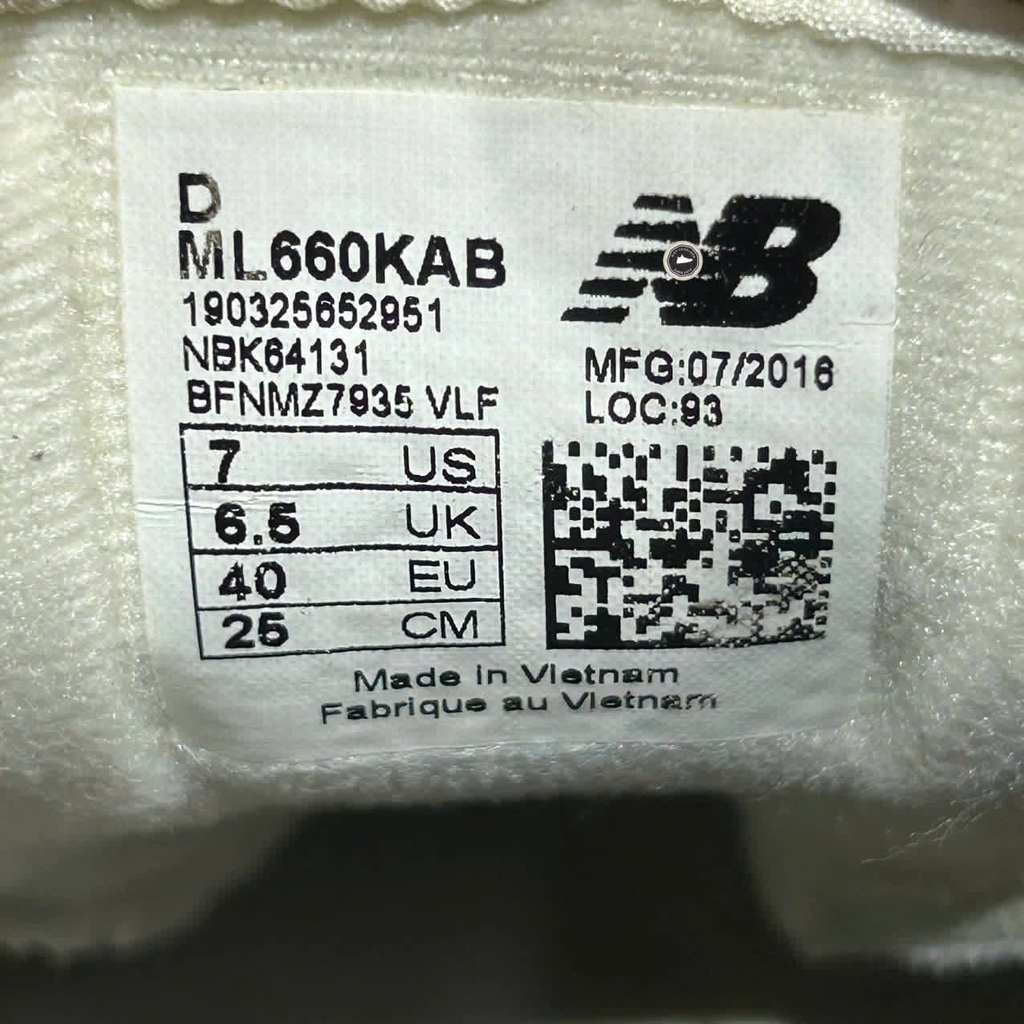 D
ML660KAB
190325652951
NBK64131
BFNMZ7935 VLF
7 US
6.5 UK
40 EU
25 CM
NB
MFG:07/2016
LOC:93
Made in Vietnam
Fabrique au Vietnam